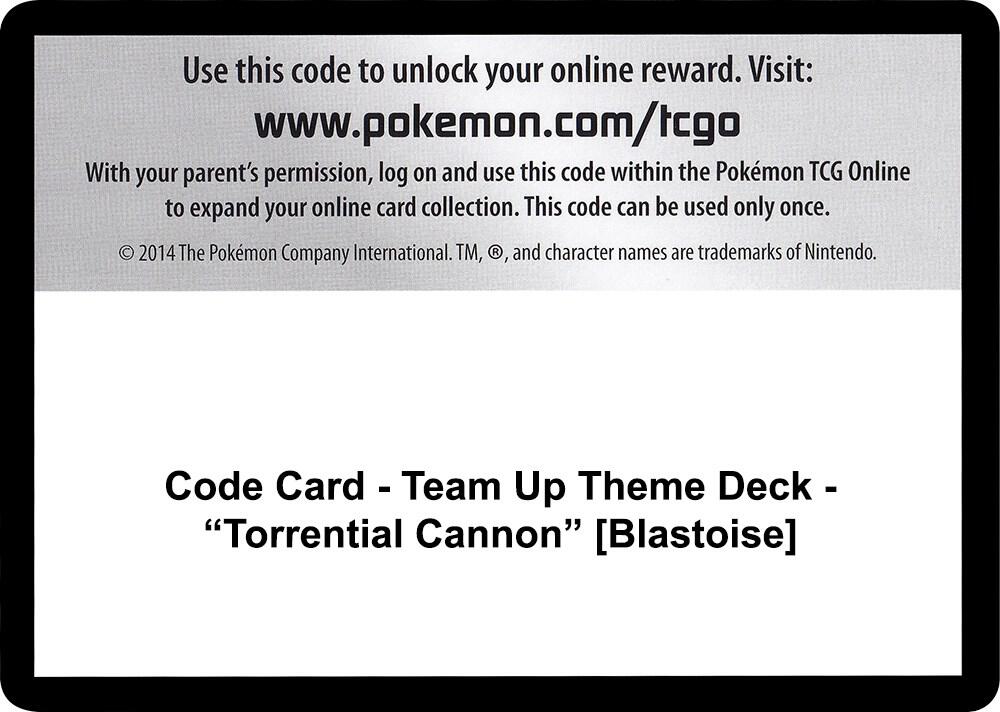 Use this code to unlock your online reward. Visit:
www.pokemon.com/tcgo
With your parent's permission, log on and use this code within the Pokémon TCG Online
to expand your online card collection. This code can be used only once.
© 2014 The Pokémon Company International. TM, ®, and character names are trademarks of Nintendo.
Code Card - Team Up Theme Deck -
“Torrential Cannon” [Blastoise]